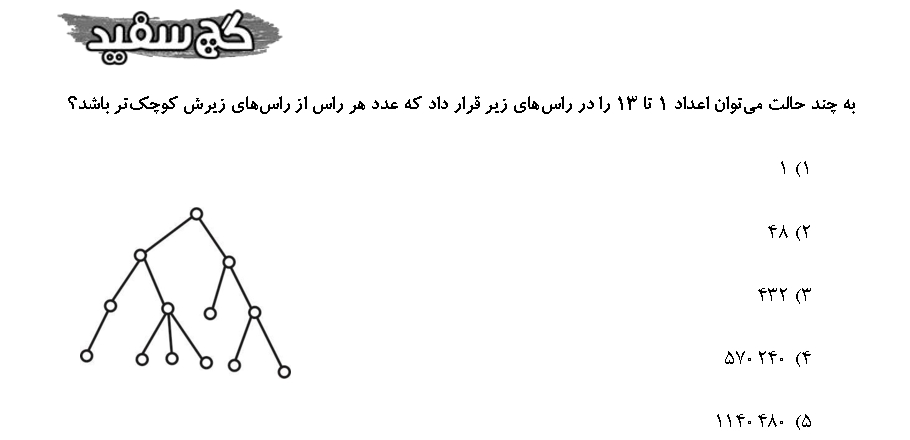 گچ سفید
به چند حالت می‌توان اعداد ۱ تا ۱۳ را در راس‌های زیر قرار داد که عدد هر راس از راس‌های زیرش کوچک‌تر باشد؟
۱) ۱
۲) ۴۸
۳) ۴۳۲
۴) ۵۷۰۲۴۰
۵) ۱۱۴۰۴۸۰